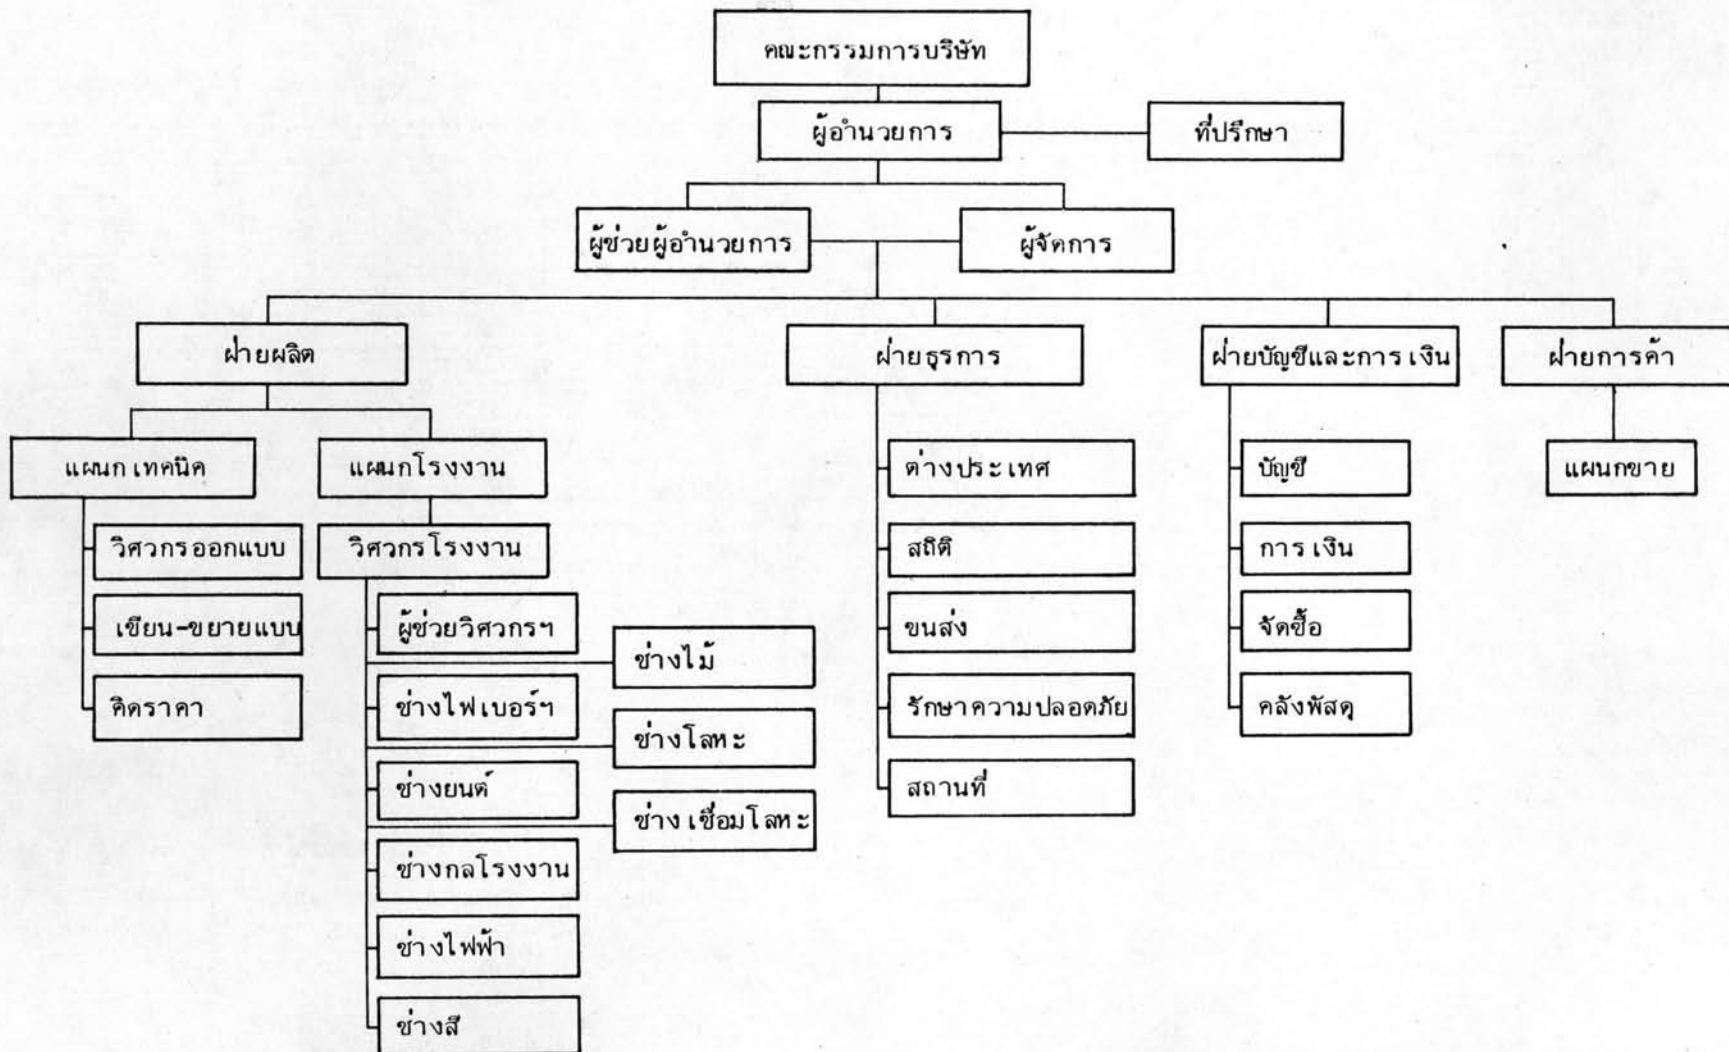 คณะกรรมการบริษัท
ผู้อำนวยการ
ที่ปรึกษา
ผู้ช่วยผู้อำนวยการ
ผู้จัดการ
ฝ่ายผลิต
ฝ่ายธุรการ
ฝ่ายบัญชีและการเงิน
ฝ่ายการค้า
แผนกเทคนิค
แผนกโรงงาน
ต่างประเทศ
บัญชี
แผนกขาย
วิศวกรออกแบบ
วิศวกรโรงงาน
สถิติ
การเงิน
เขียน-ขยายแบบ
ผู้ช่วยวิศวกรฯ
ช่างไม้
ขนส่ง
จัดซื้อ
คิดราคา
ช่างไฟเบอร์ฯ
ช่างโลหะ
รักษาความปลอดภัย
คลังพัสดุ
ช่างยนต์
ช่างเชื่อมโลหะ
สถานที่
ช่างกลโรงงาน
ช่างไฟฟ้า
ช่างสี